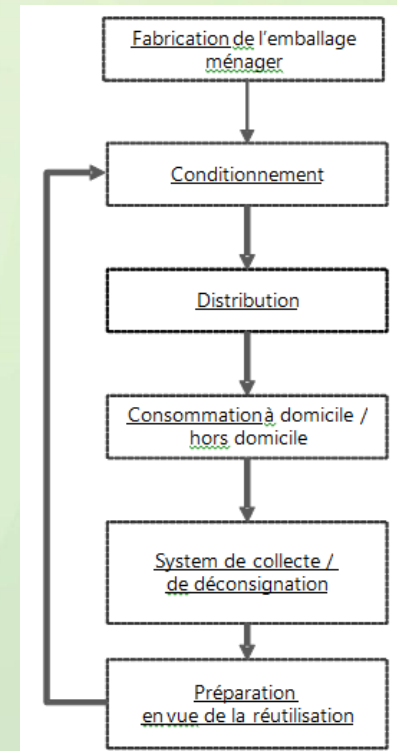 Fabrication de l'emballage
ménager
Conditionnement
Distribution
Consommation à domicile /
hors domicile
System de collecte /
de déconsignation
Préparation
en vue de la réutilisation